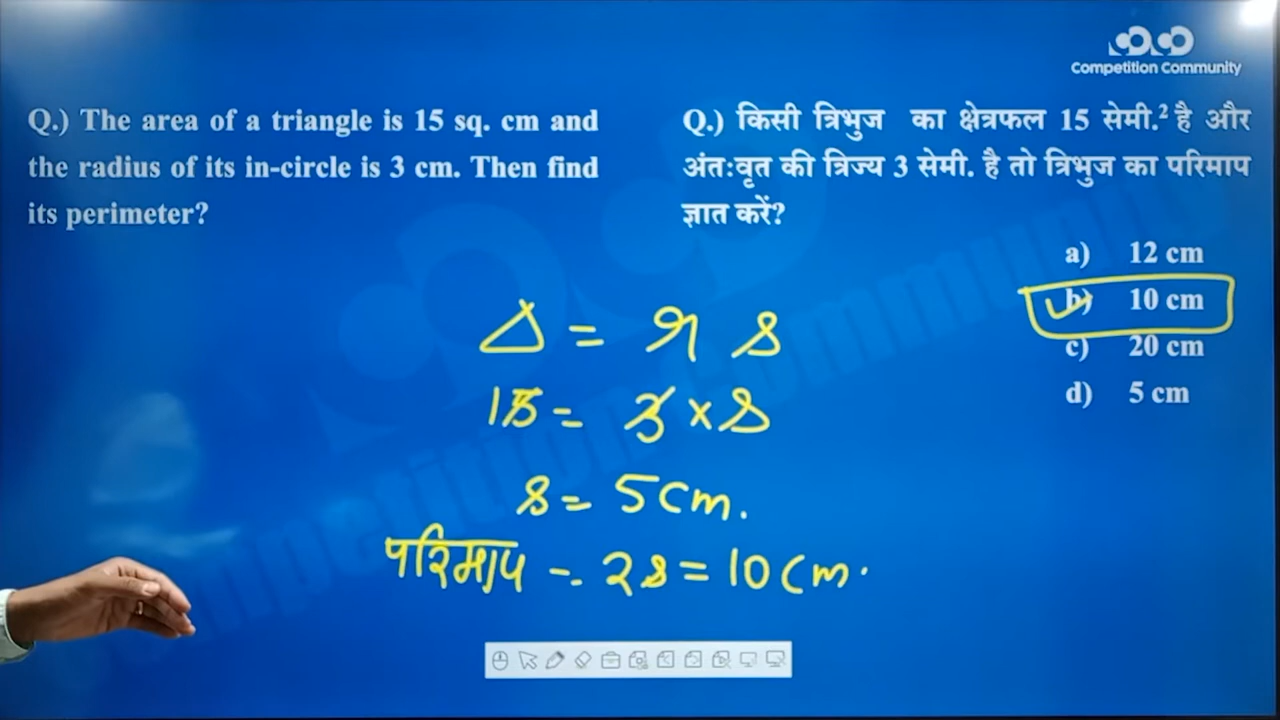 Competition Community
Q.) The area of a triangle is 15 sq. cm and
the radius of its in-circle is 3 cm. Then find
its perimeter?
Q.) किसी त्रिभुज का क्षेत्रफल 15 सेमी.² है और
अंत:वृत की त्रिज्य 3 सेमी. है तो त्रिभुज का परिमाप
ज्ञात करें?
a) 12 cm
b) 10 cm
c) 20 cm
d) 5 cm
Δ = r s
15 = 3 × s
s = 5 cm.
परिमाप -. 2s = 10 cm.